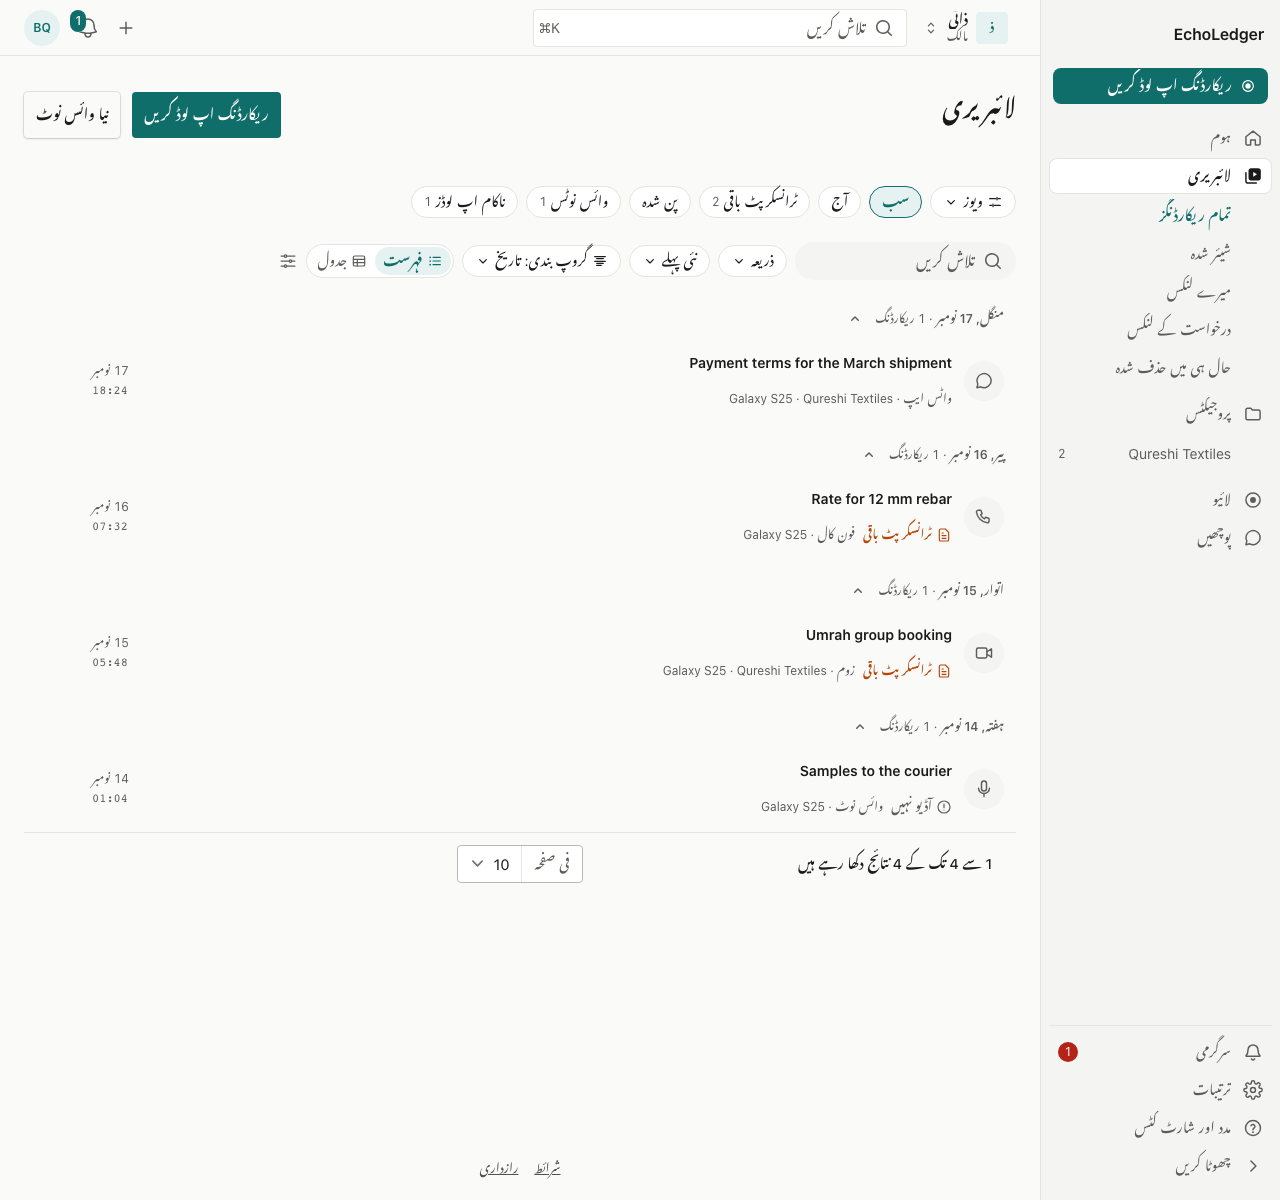 EchoLedger
ریکارڈنگ اپ لوڈ کریں
ہوم
لائبریری
تمام ریکارڈنگز
شیئر شدہ
میرے لنکس
درخواست کے لنکس
حال ہی میں حذف شدہ
پروجیکٹس
Qureshi Textiles 2
لائیو
پوچھیں
سرگرمی 1
ترتیبات
مدد اور شارٹ کٹس
چھوٹا کریں
ذ
ذاتی
مالک
تلاش کریں ⌘K
1
BQ
لائبریری
ریکارڈنگ اپ لوڈ کریں
نیا وائس نوٹ
ویوز سب آج ٹرانسکرپٹ باقی 2 پن شدہ وائس نوٹس 1 ناکام اپ لوڈز 1
تلاش کریں ذریعہ نئی پہلے گروپ بندی: تاریخ فہرست جدول
منگل, 17 نومبر · 1 ریکارڈنگ
Payment terms for the March shipment
واٹس ایپ · Galaxy S25 · Qureshi Textiles
17 نومبر
18:24
پیر, 16 نومبر · 1 ریکارڈنگ
Rate for 12 mm rebar
ٹرانسکرپٹ باقی فون کال · Galaxy S25
16 نومبر
07:32
اتوار, 15 نومبر · 1 ریکارڈنگ
Umrah group booking
ٹرانسکرپٹ باقی زوم · Galaxy S25 · Qureshi Textiles
15 نومبر
05:48
ہفتہ, 14 نومبر · 1 ریکارڈنگ
Samples to the courier
آڈیو نہیں وائس نوٹ · Galaxy S25
14 نومبر
01:04
1 سے 4 تک کے 4 نتائج دکھا رہے ہیں
فی صفحہ 10
شرائط رازداری